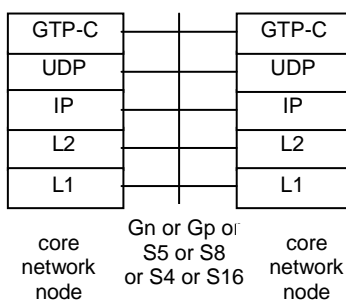 GTP-C GTP-C
UDP UDP
IP IP
L2 L2
L1 L1
core
network
node
Gn or Gp or
S5 or S8
or S4 or S16
core
network
node